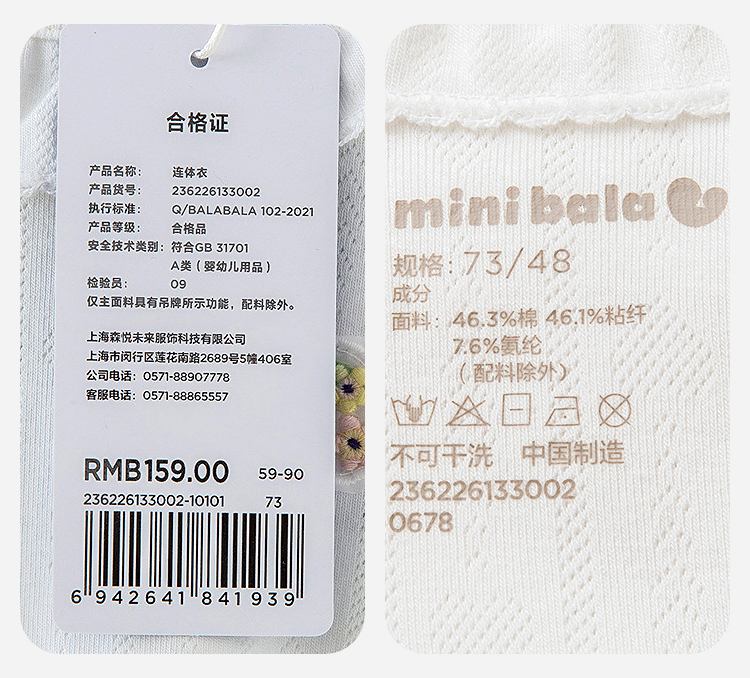 合格证
产品名称： 连体衣
产品货号： 236226133002
执行标准： Q/BALABALA 102-2021
产品等级： 合格品
安全技术类别：符合GB 31701
A类（婴幼儿用品）
检验员： 09
仅主面料具有吊牌所示功能，配料除外。
上海森悦未来服饰科技有限公司
上海市闵行区莲花南路2689号5幢406室
公司电话：0571-88907778
客服电话：0571-88865557
RMB159.00 59-90
236226133002-10101 73
6 942641 841939
mini bala
规格：73/48
成分
面料：46.3%棉 46.1%粘纤
7.6%氨纶
（配料除外）
不可干洗 中国制造
236226133002
0678